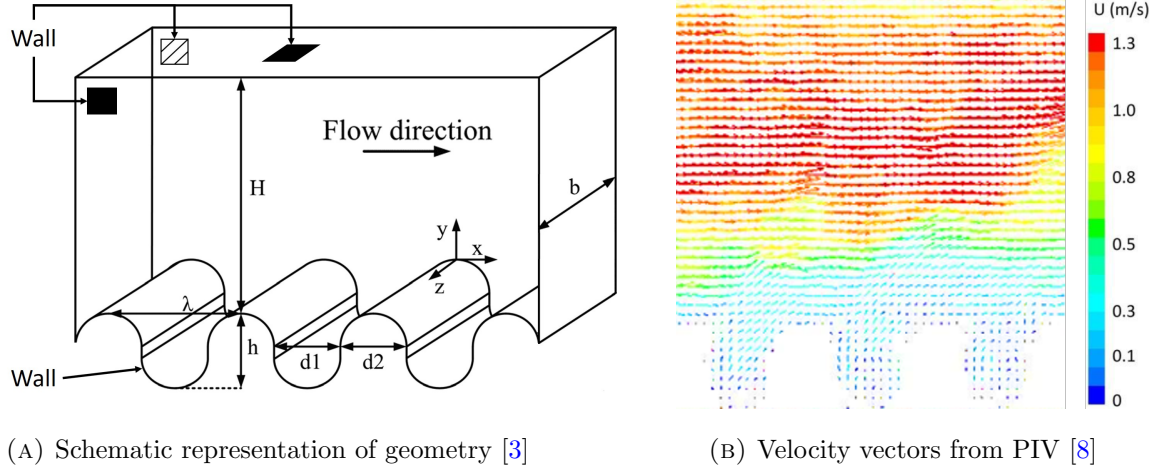 Wall
Flow direction
H
b
y
x
z
λ
h
d1
d2
Wall
(A) Schematic representation of geometry [3]
U (m/s)
1.3
1.0
0.8
0.5
0.3
0.1
0
(B) Velocity vectors from PIV [8]